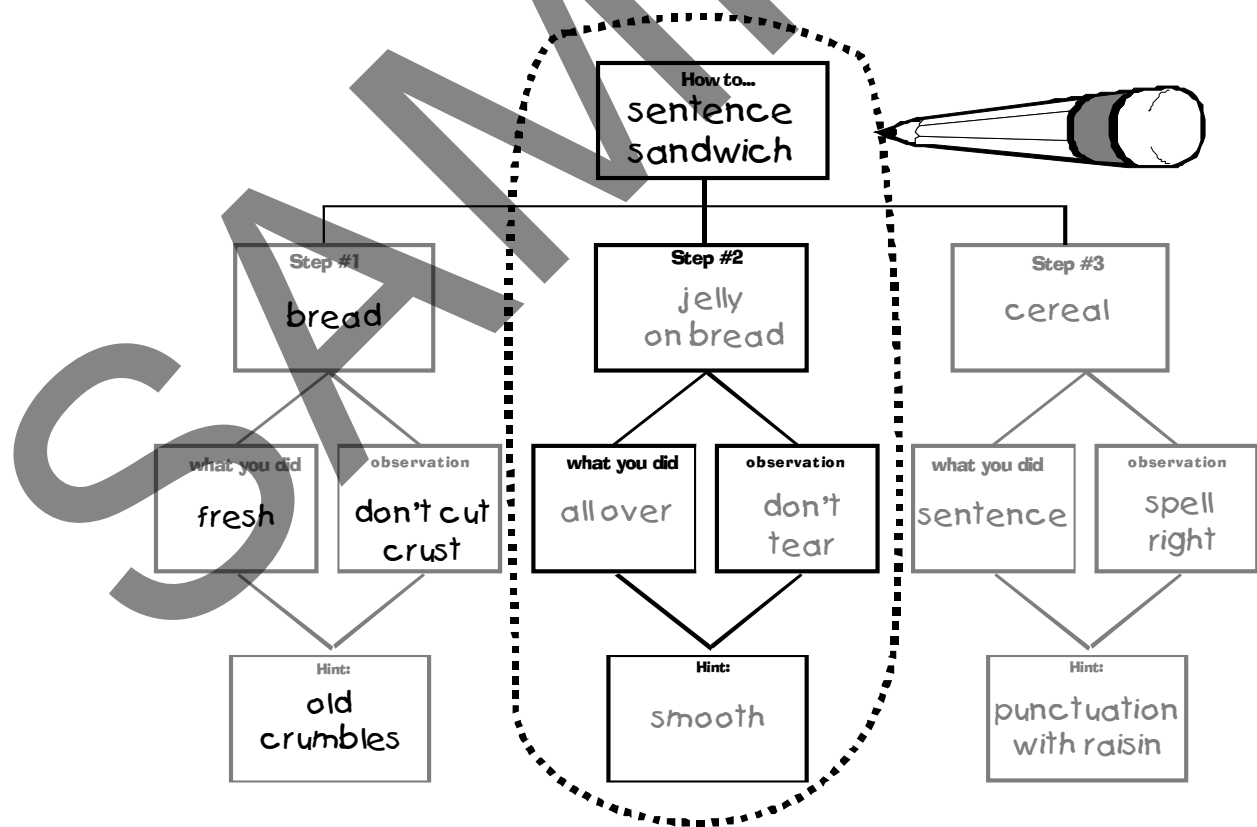 How to...
sentence
sandwich
Step #1
bread
Step #2
jelly
on bread
Step #3
cereal
what you did
fresh
observation
don't cut
crust
what you did
all over
observation
don't
tear
what you did
sentence
observation
spell
right
Hint:
old
crumbles
Hint:
smooth
Hint:
punctuation
with raisin
SAM